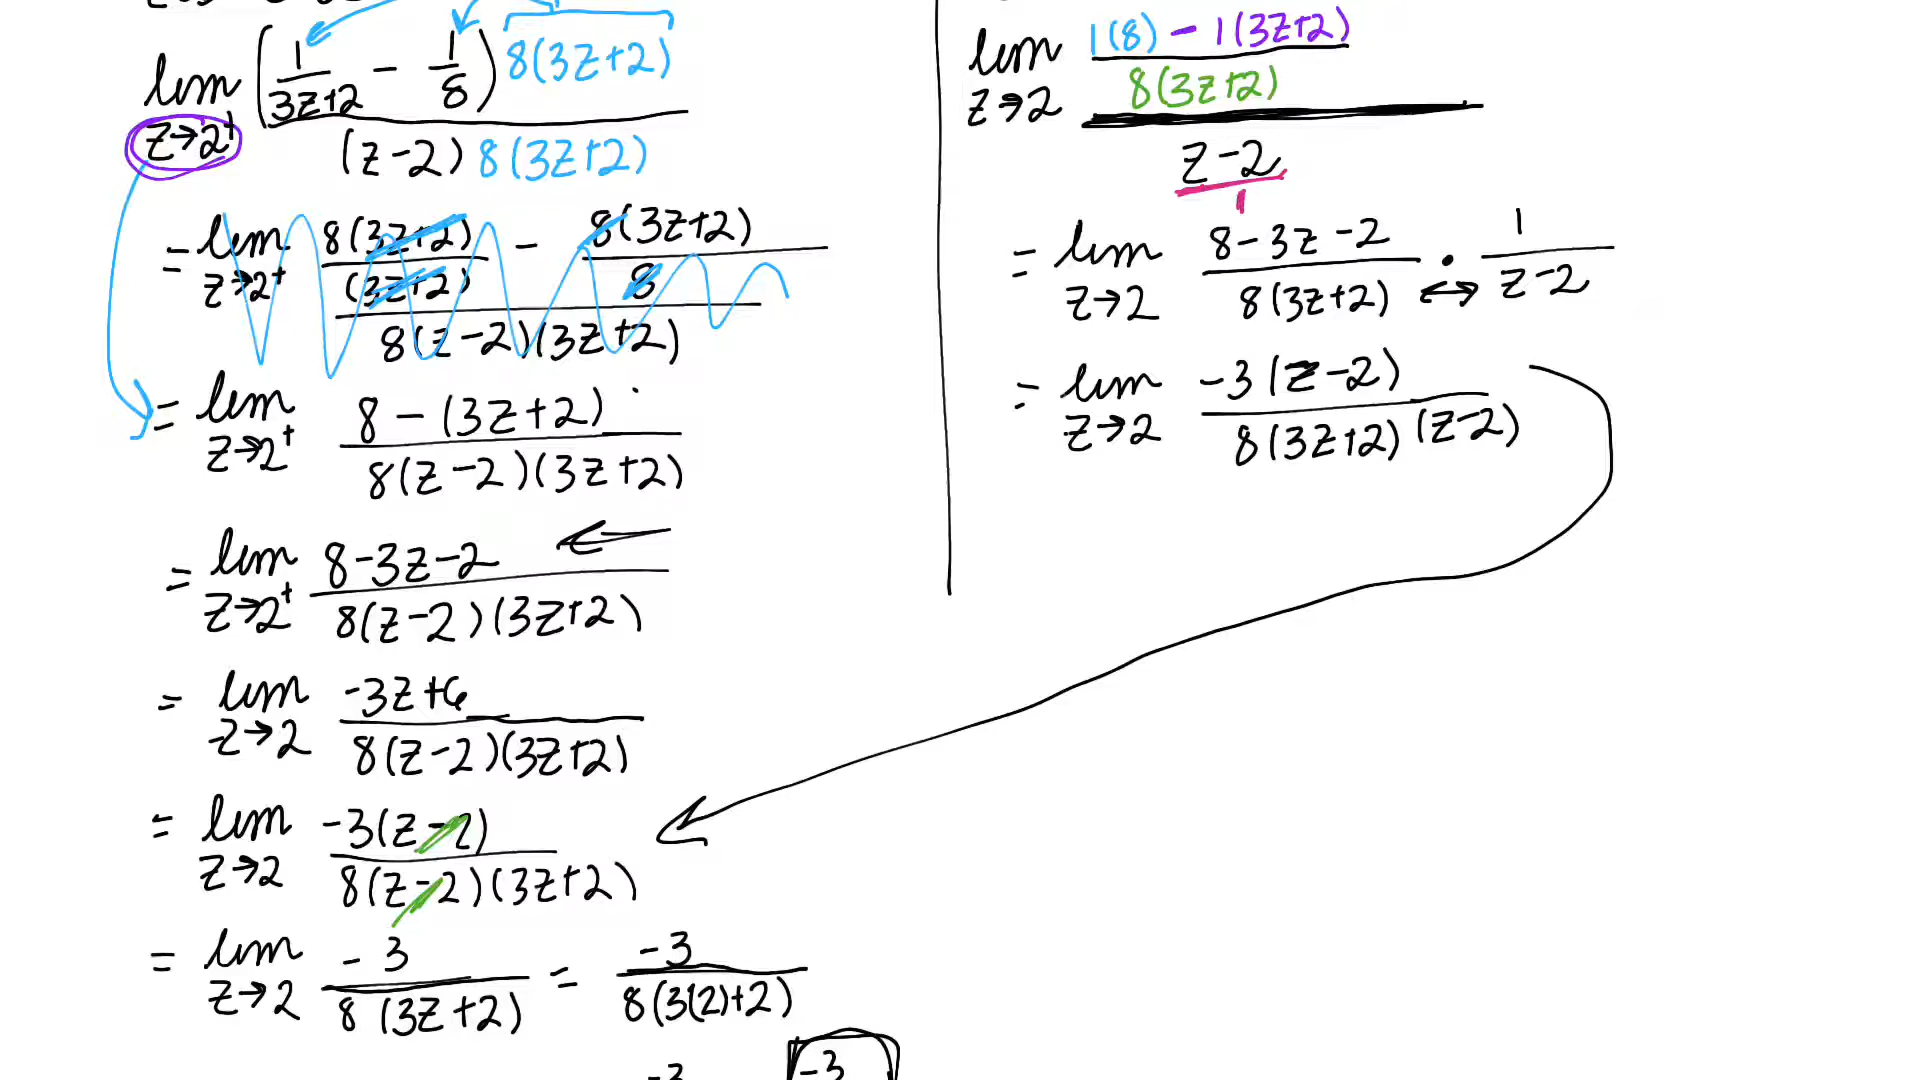 lim (1/(3z+2) - 1/8) 8(3z+2)
z→2⁺ (z-2) 8(3z+2)
= lim 8(3z+2)/(3z+2) - 8(3z+2)/8
z→2⁺ 8(z-2)(3z+2)
= lim 8-(3z+2)
z→2⁺ 8(z-2)(3z+2)
= lim 8-3z-2
z→2⁺ 8(z-2)(3z+2)
= lim -3z+6
z→2 8(z-2)(3z+2)
= lim -3(z-2)
z→2 8(z-2)(3z+2)
= lim -3 = -3
z→2 8(3z+2) 8(3(2)+2)
-3 -3
lim 1(8) - 1(3z+2)
z→2 8(3z+2)
z-2
1
= lim 8-3z-2 · 1
z→2 8(3z+2) ↔ z-2
= lim -3(z-2)
z→2 8(3z+2)(z-2)